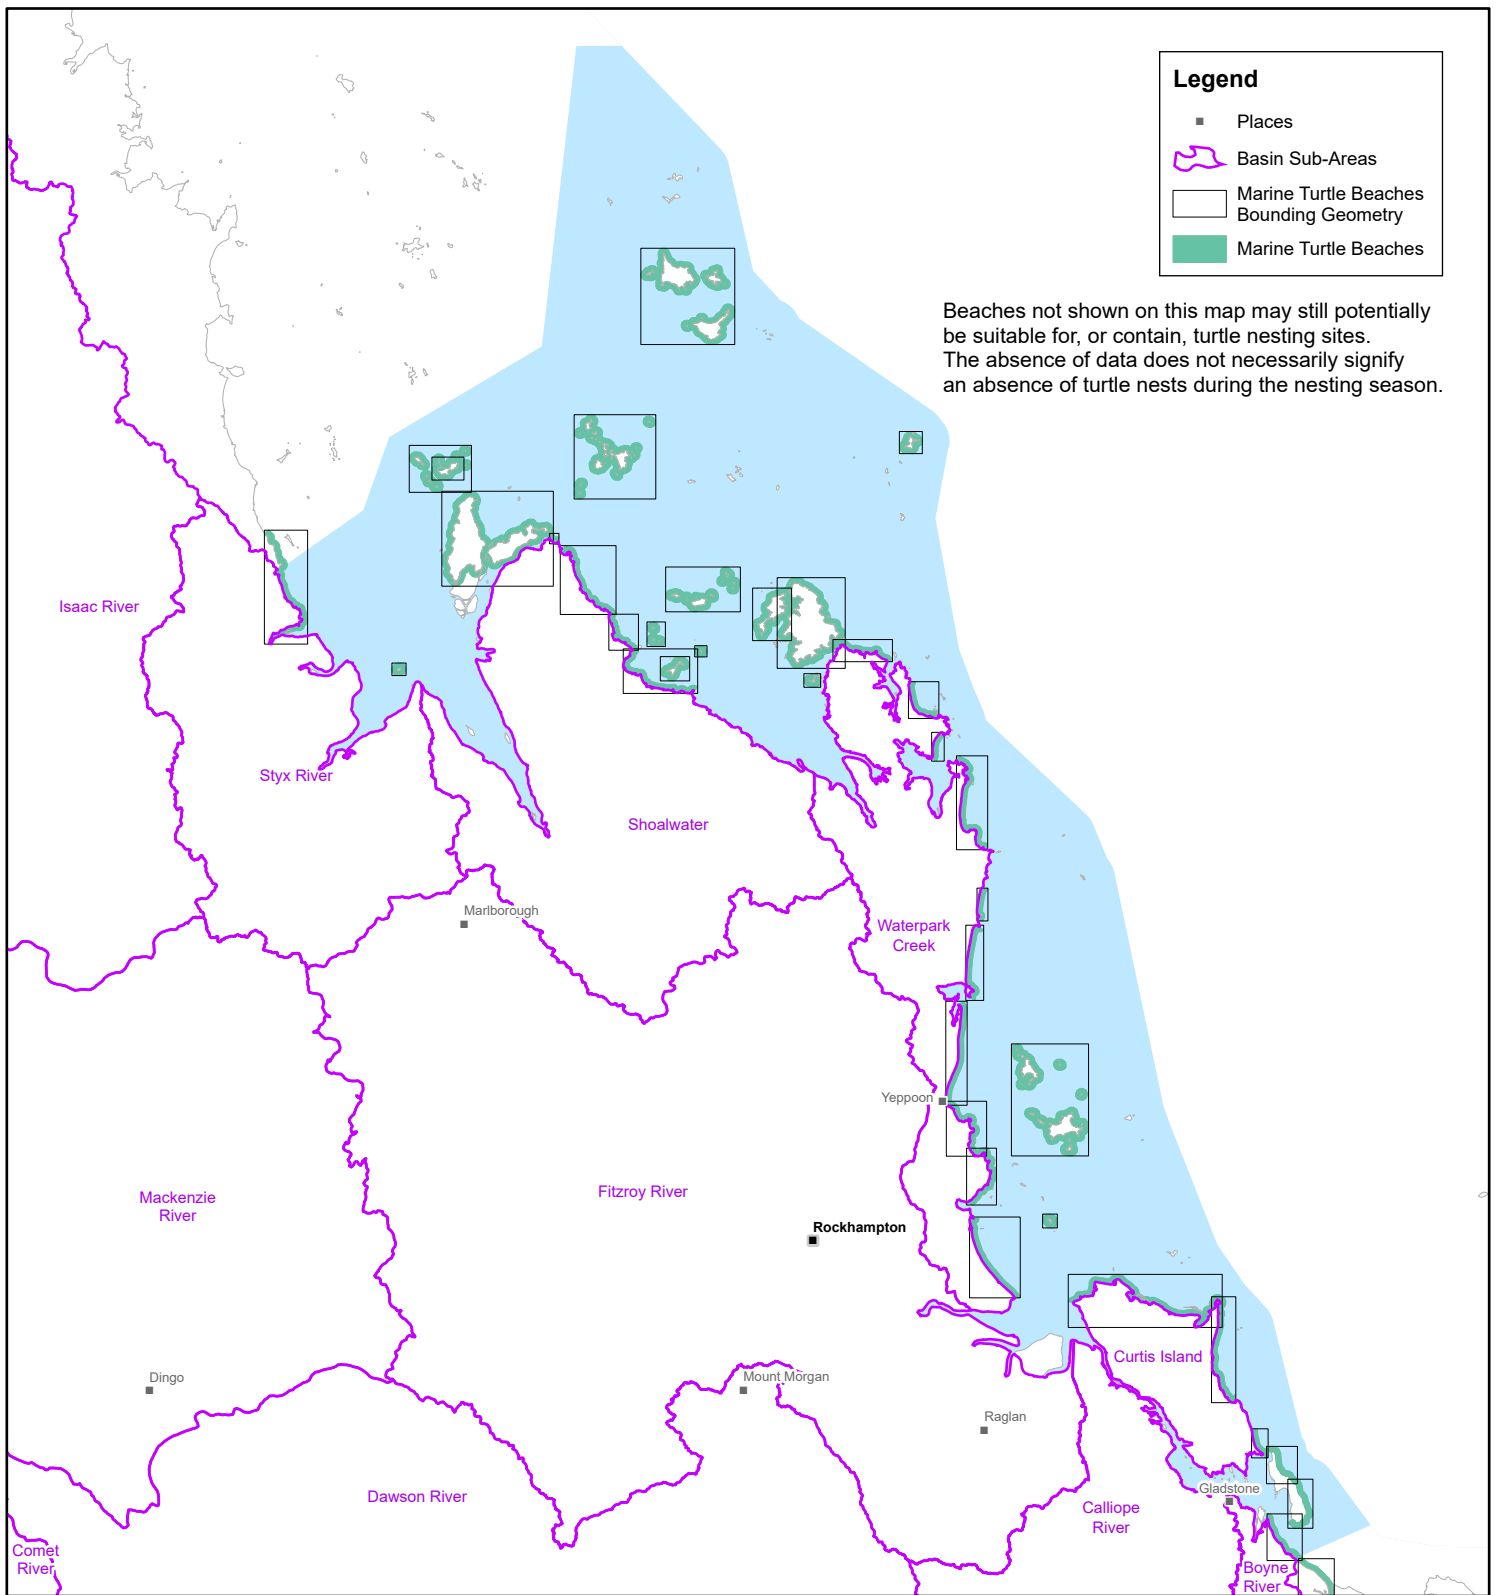 Legend
Places
Basin Sub-Areas
Marine Turtle Beaches
Bounding Geometry
Marine Turtle Beaches
Beaches not shown on this map may still potentially
be suitable for, or contain, turtle nesting sites.
The absence of data does not necessarily signify
an absence of turtle nests during the nesting season.
Isaac River
Styx River
Shoalwater
Marlborough
Waterpark
Creek
Yeppoon
Mackenzie
River
Fitzroy River
Rockhampton
Curtis Island
Dingo
Mount Morgan
Raglan
Gladstone
Dawson River
Calliope
River
Comet
River
Boyne
River